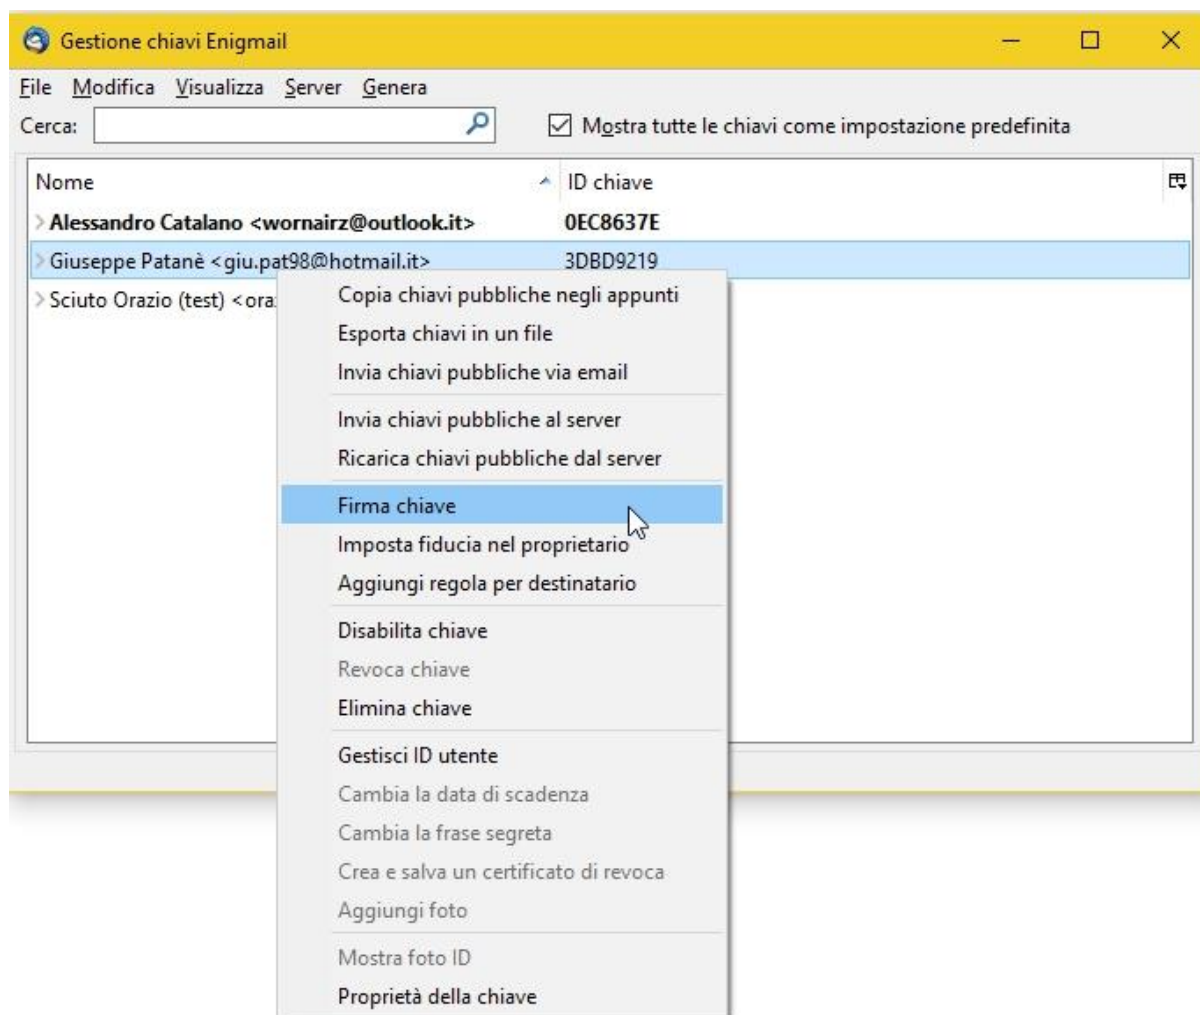 Gestione chiavi Enigmail
File Modifica Visualizza Server Genera
Cerca: Mostra tutte le chiavi come impostazione predefinita
Nome ID chiave
Alessandro Catalano <wornairz@outlook.it> 0EC8637E
Giuseppe Patanè <giu.pat98@hotmail.it> 3DBD9219
Sciuto Orazio (test) <ora
Copia chiavi pubbliche negli appunti
Esporta chiavi in un file
Invia chiavi pubbliche via email
Invia chiavi pubbliche al server
Ricarica chiavi pubbliche dal server
Firma chiave
Imposta fiducia nel proprietario
Aggiungi regola per destinatario
Disabilita chiave
Revoca chiave
Elimina chiave
Gestisci ID utente
Cambia la data di scadenza
Cambia la frase segreta
Crea e salva un certificato di revoca
Aggiungi foto
Mostra foto ID
Proprietà della chiave